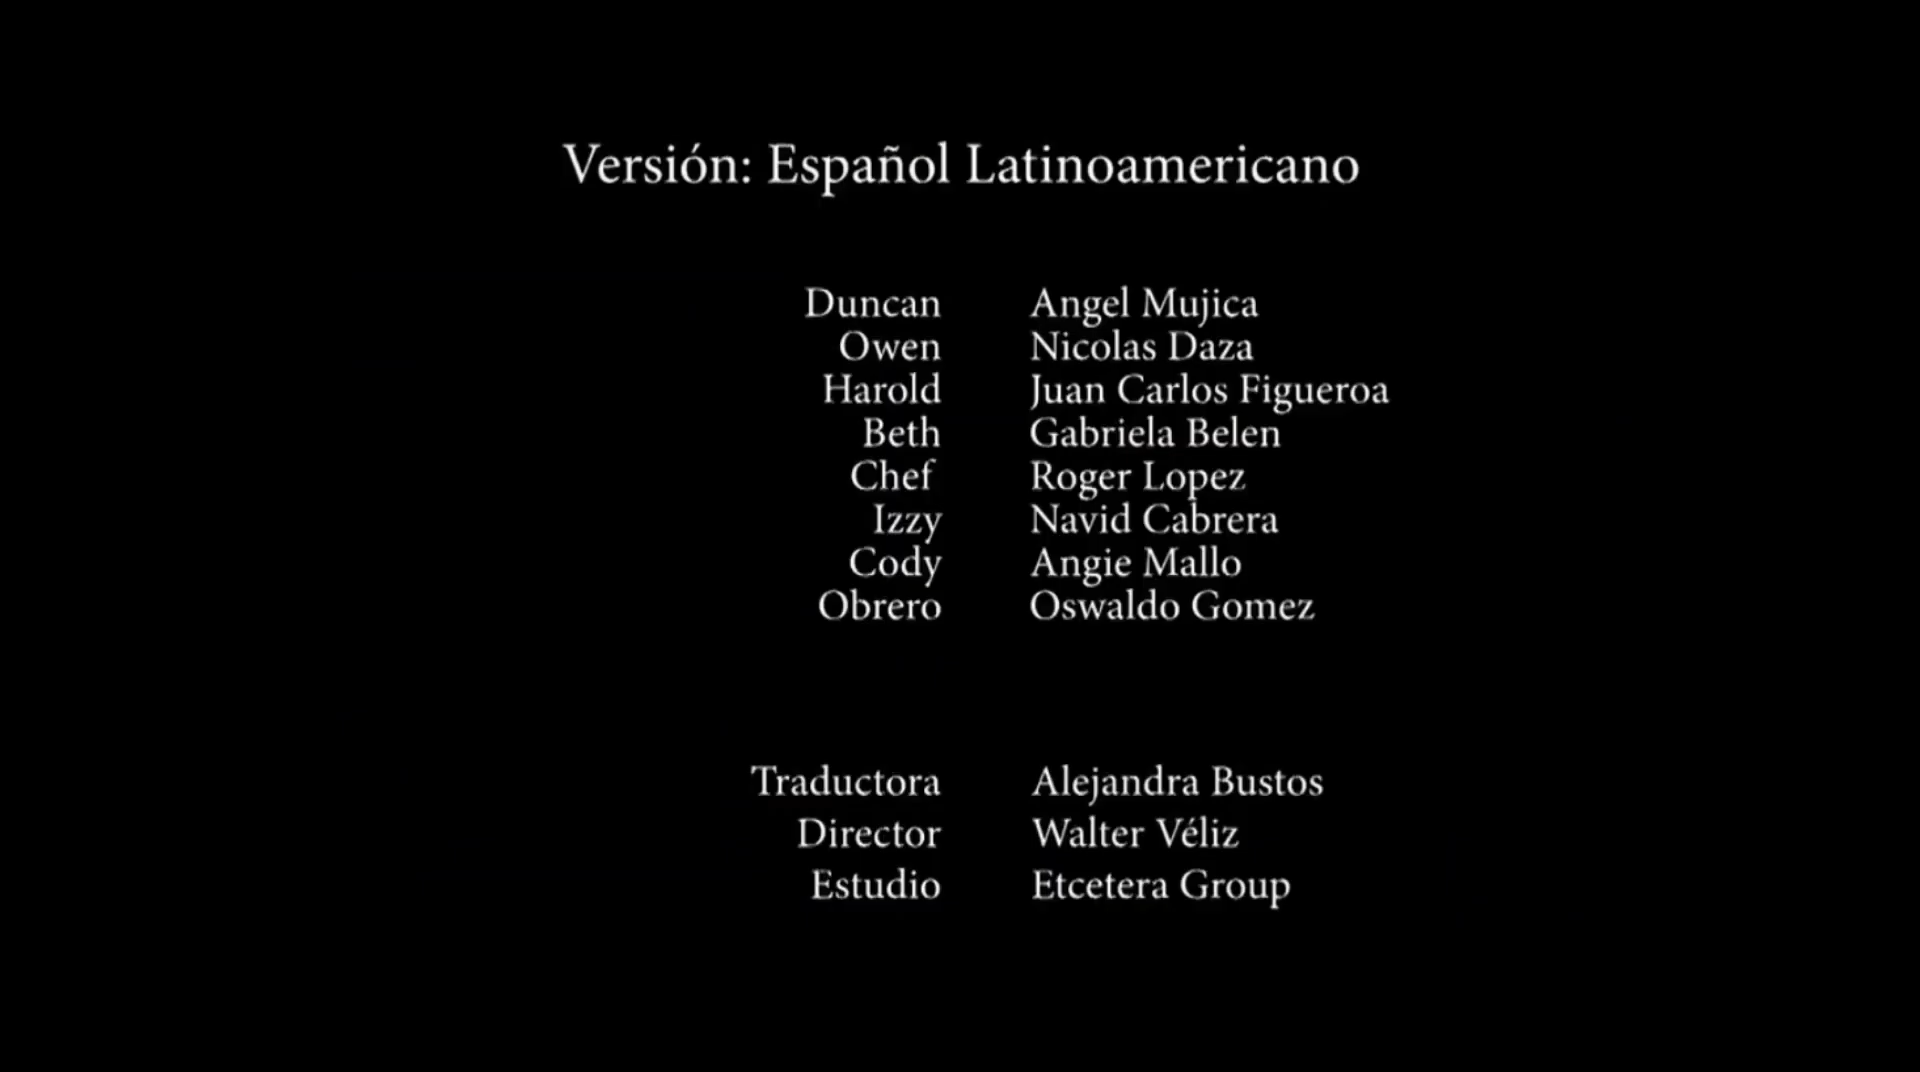 Versión: Español Latinoamericano
Duncan Angel Mujica
Owen Nicolas Daza
Harold Juan Carlos Figueroa
Beth Gabriela Belen
Chef Roger Lopez
Izzy Navid Cabrera
Cody Angie Mallo
Obrero Oswaldo Gomez
Traductora Alejandra Bustos
Director Walter Véliz
Estudio Etcetera Group